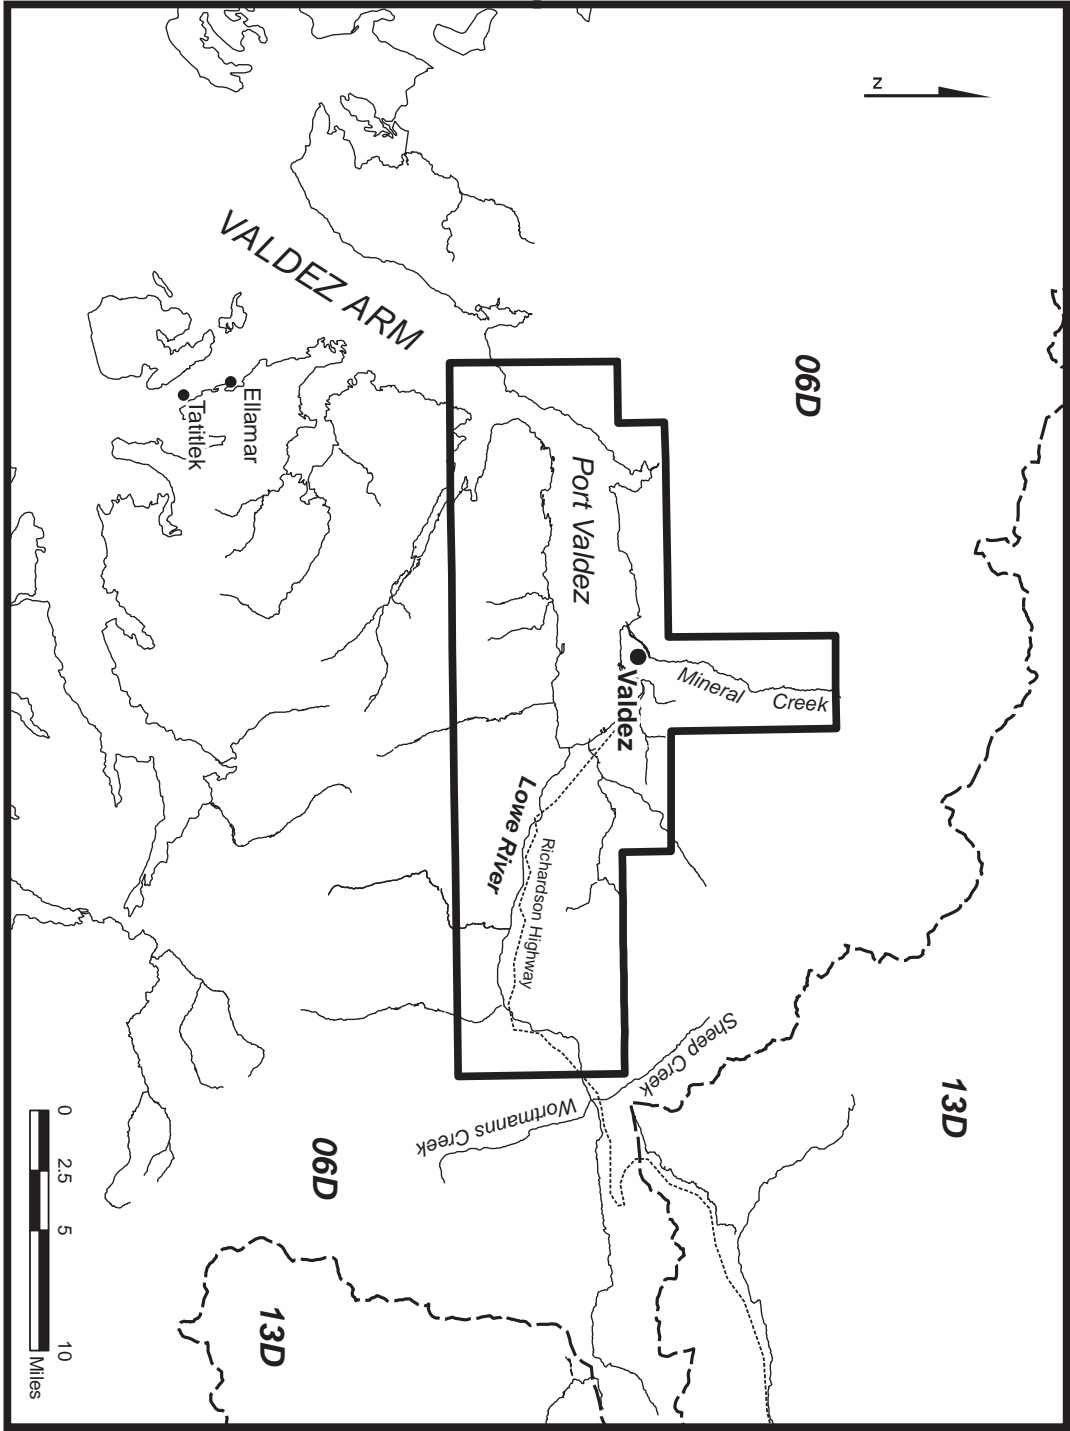 N
06D
13D
Mineral
Creek
Sheep Creek
Valdez
Port Valdez
Richardson Highway
Lowe River
Wortmanns Creek
VALDEZ ARM
06D
Ellamar
Tatitlek
13D
0 2.5 5 10
Miles